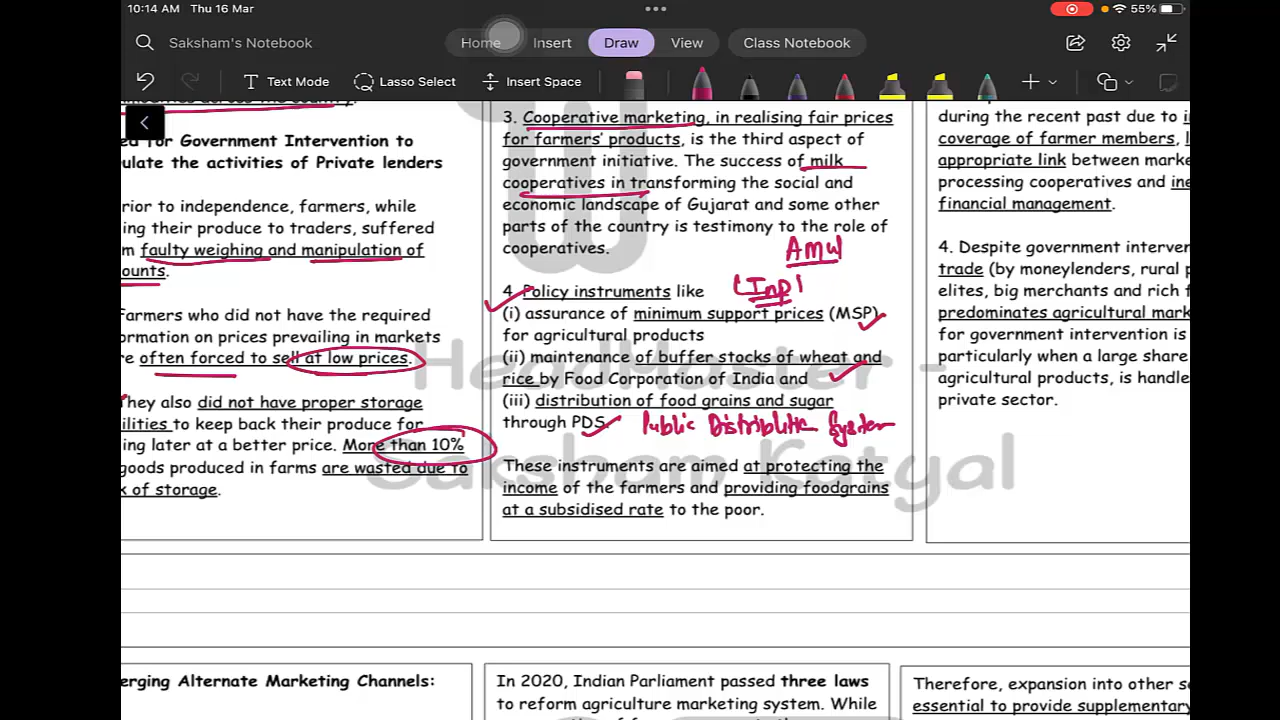 10:14 AM Thu 16 Mar
55%
Saksham's Notebook
Home Insert Draw View Class Notebook
Text Mode Lasso Select Insert Space
across the country.
ed for Government Intervention to
ulate the activities of Private lenders
rior to independence, farmers, while
ing their produce to traders, suffered
m faulty weighing and manipulation of
ounts.
Farmers who did not have the required
ormation on prices prevailing in markets
re often forced to sell at low prices.
They also did not have proper storage
ilities to keep back their produce for
ing later at a better price. More than 10%
goods produced in farms are wasted due to
k of storage.
3. Cooperative marketing, in realising fair prices
for farmers' products, is the third aspect of
government initiative. The success of milk
cooperatives in transforming the social and
economic landscape of Gujarat and some other
parts of the country is testimony to the role of
cooperatives.
Amul
4. Policy instruments like
(Imp)
(i) assurance of minimum support prices (MSP)
for agricultural products
(ii) maintenance of buffer stocks of wheat and
rice by Food Corporation of India and
(iii) distribution of food grains and sugar
through PDS. Public Distribution System
These instruments are aimed at protecting the
income of the farmers and providing foodgrains
at a subsidised rate to the poor.
during the recent past due to i
coverage of farmer members, l
appropriate link between marke
processing cooperatives and ine
financial management.
4. Despite government interven
trade (by moneylenders, rural p
elites, big merchants and rich f
predominates agricultural mark
for government intervention is
particularly when a large share
agricultural products, is handle
private sector.
HeadMaster -
Saksham Katyal
erging Alternate Marketing Channels:
In 2020, Indian Parliament passed three laws
to reform agriculture marketing system. While
Therefore, expansion into other se
essential to provide supplementary